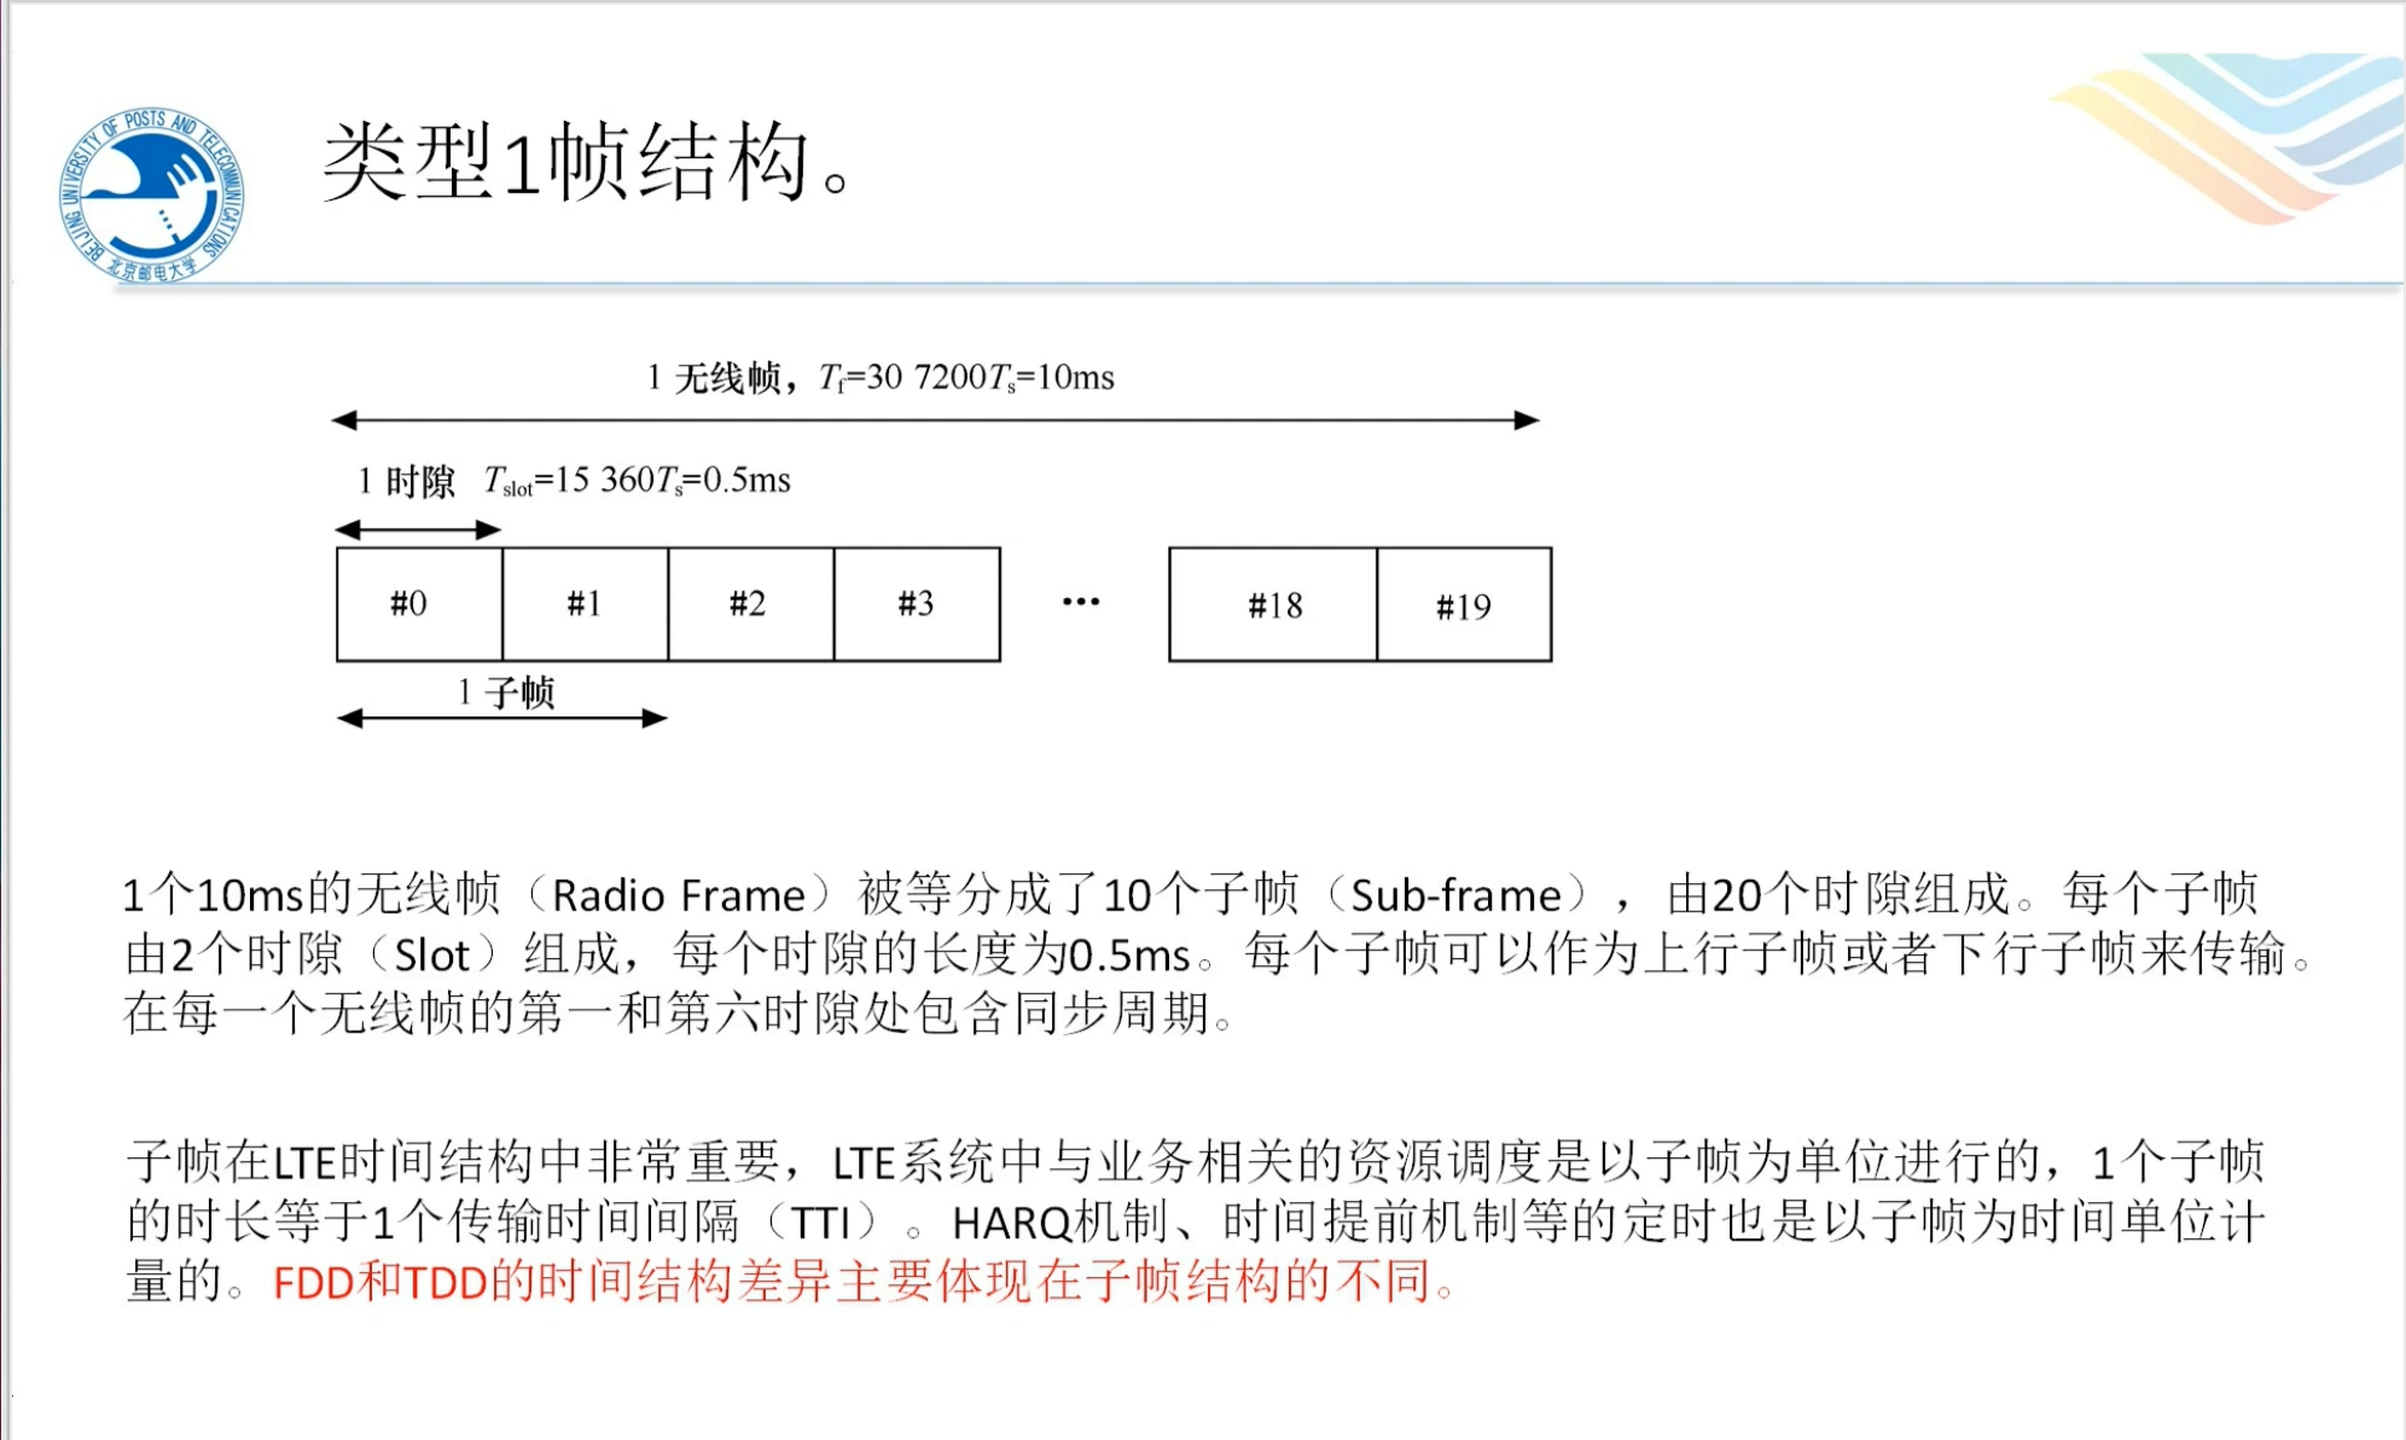 BEIJING UNIVERSITY OF POSTS AND TELECOMMUNICATIONS
北京邮电大学
类型1帧结构。
1 无线帧，Tf=30 7200Ts=10ms
1 时隙 Tslot=15 360Ts=0.5ms
#0 #1 #2 #3 ··· #18 #19
1 子帧
1个10ms的无线帧（Radio Frame）被等分成了10个子帧（Sub-frame），由20个时隙组成。每个子帧
由2个时隙（Slot）组成，每个时隙的长度为0.5ms。每个子帧可以作为上行子帧或者下行子帧来传输。
在每一个无线帧的第一和第六时隙处包含同步周期。
子帧在LTE时间结构中非常重要，LTE系统中与业务相关的资源调度是以子帧为单位进行的，1个子帧
的时长等于1个传输时间间隔（TTI）。HARQ机制、时间提前机制等的定时也是以子帧为时间单位计
量的。FDD和TDD的时间结构差异主要体现在子帧结构的不同。